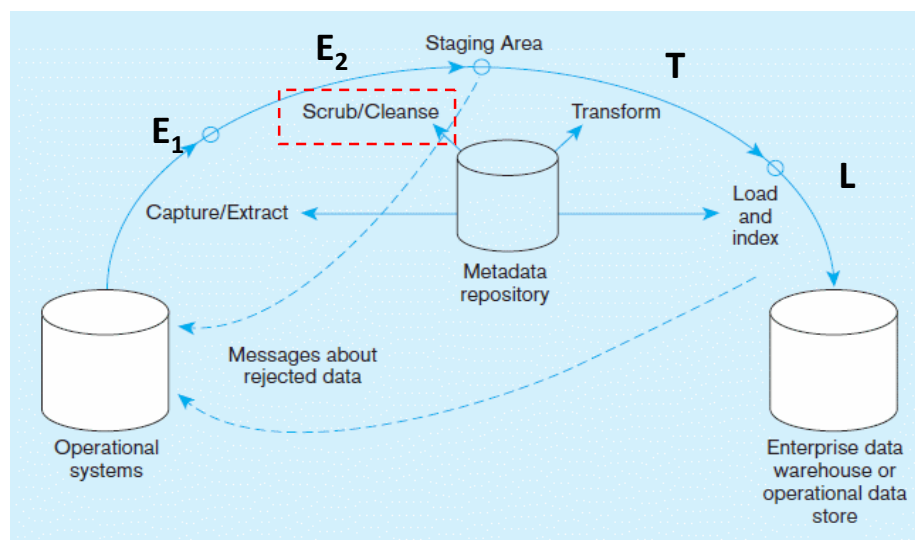 E2
Staging Area
T
Scrub/Cleanse
Transform
E1
L
Capture/Extract
Load
and
index
Metadata
repository
Messages about
rejected data
Operational
systems
Enterprise data
warehouse or
operational data
store